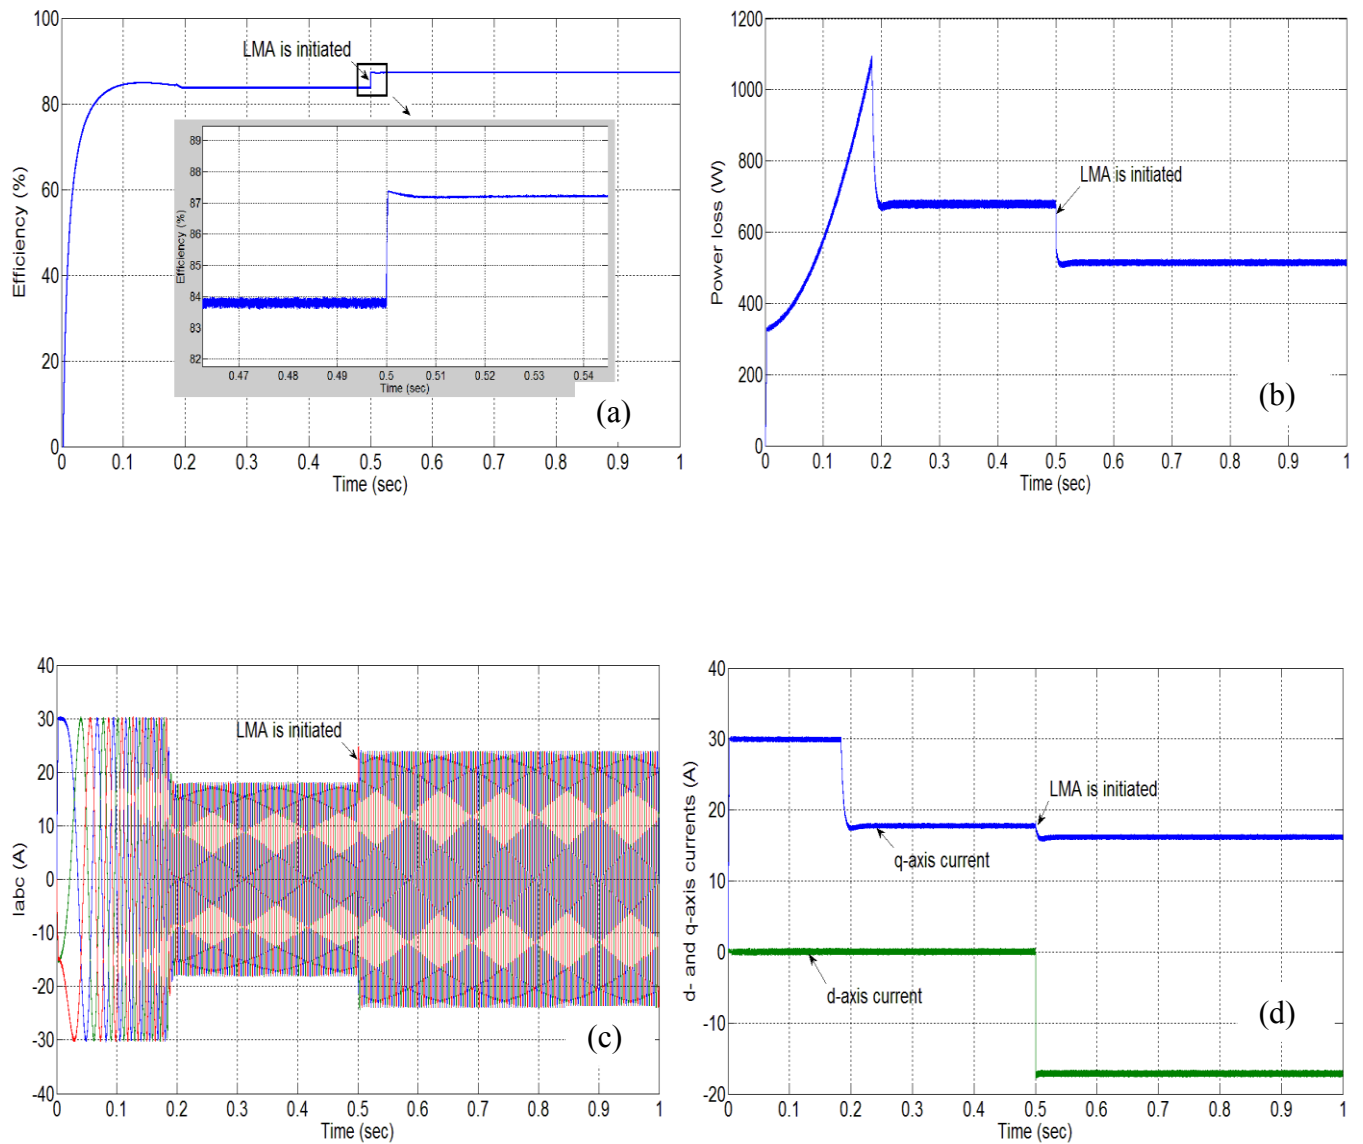 100
80
60
40
20
0
Efficiency (%)
LMA is initiated
89
88
87
86
85
84
83
82
Efficiency (%)
0.47 0.48 0.49 0.5 0.51 0.52 0.53 0.54
Time (sec)
(a)
0 0.1 0.2 0.3 0.4 0.5 0.6 0.7 0.8 0.9 1
Time (sec)
1200
1000
800
600
400
200
0
Power loss (W)
LMA is initiated
(b)
0 0.1 0.2 0.3 0.4 0.5 0.6 0.7 0.8 0.9 1
Time (sec)
40
30
20
10
0
-10
-20
-30
-40
Iabc (A)
LMA is initiated
(c)
0 0.1 0.2 0.3 0.4 0.5 0.6 0.7 0.8 0.9 1
Time (sec)
40
30
20
10
0
-10
-20
d- and q-axis currents (A)
LMA is initiated
q-axis current
d-axis current
(d)
0 0.1 0.2 0.3 0.4 0.5 0.6 0.7 0.8 0.9 1
Time (sec)